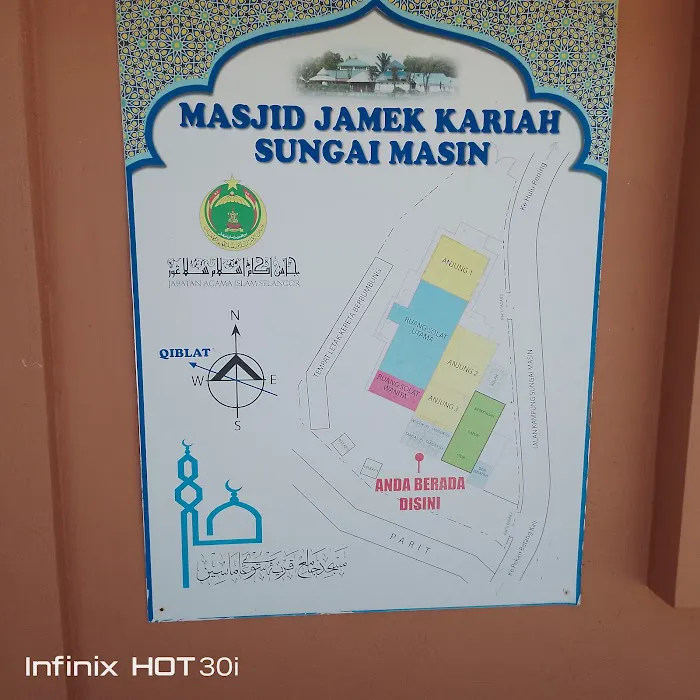 MASJID JAMEK KARIAH
SUNGAI MASIN
JABATAN AGAMA ISLAM SELANGOR
N
QIBLAT
W
E
S
TEMPAT LETAK KERETA BERBUMBUNG
ANJUNG 1
RUANG SOLAT
UTAMA
ANJUNG 2
RUANG SOLAT
WANITA
ANJUNG 3
JALAN KAMPUNG SUNGAI MASIN
ANDA BERADA
DISINI
PARIT
Infinix HOT 30i